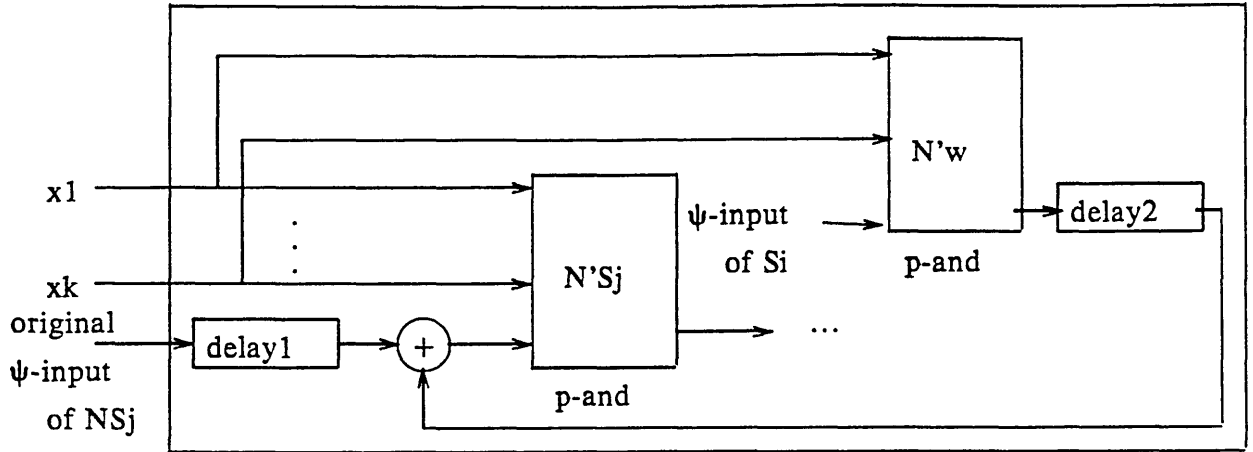 N'w
x1
ψ-input
of Si
delay2
p-and
.
.
.
xk
N'Sj
original
ψ-input
of NSj
delay1
+
...
p-and